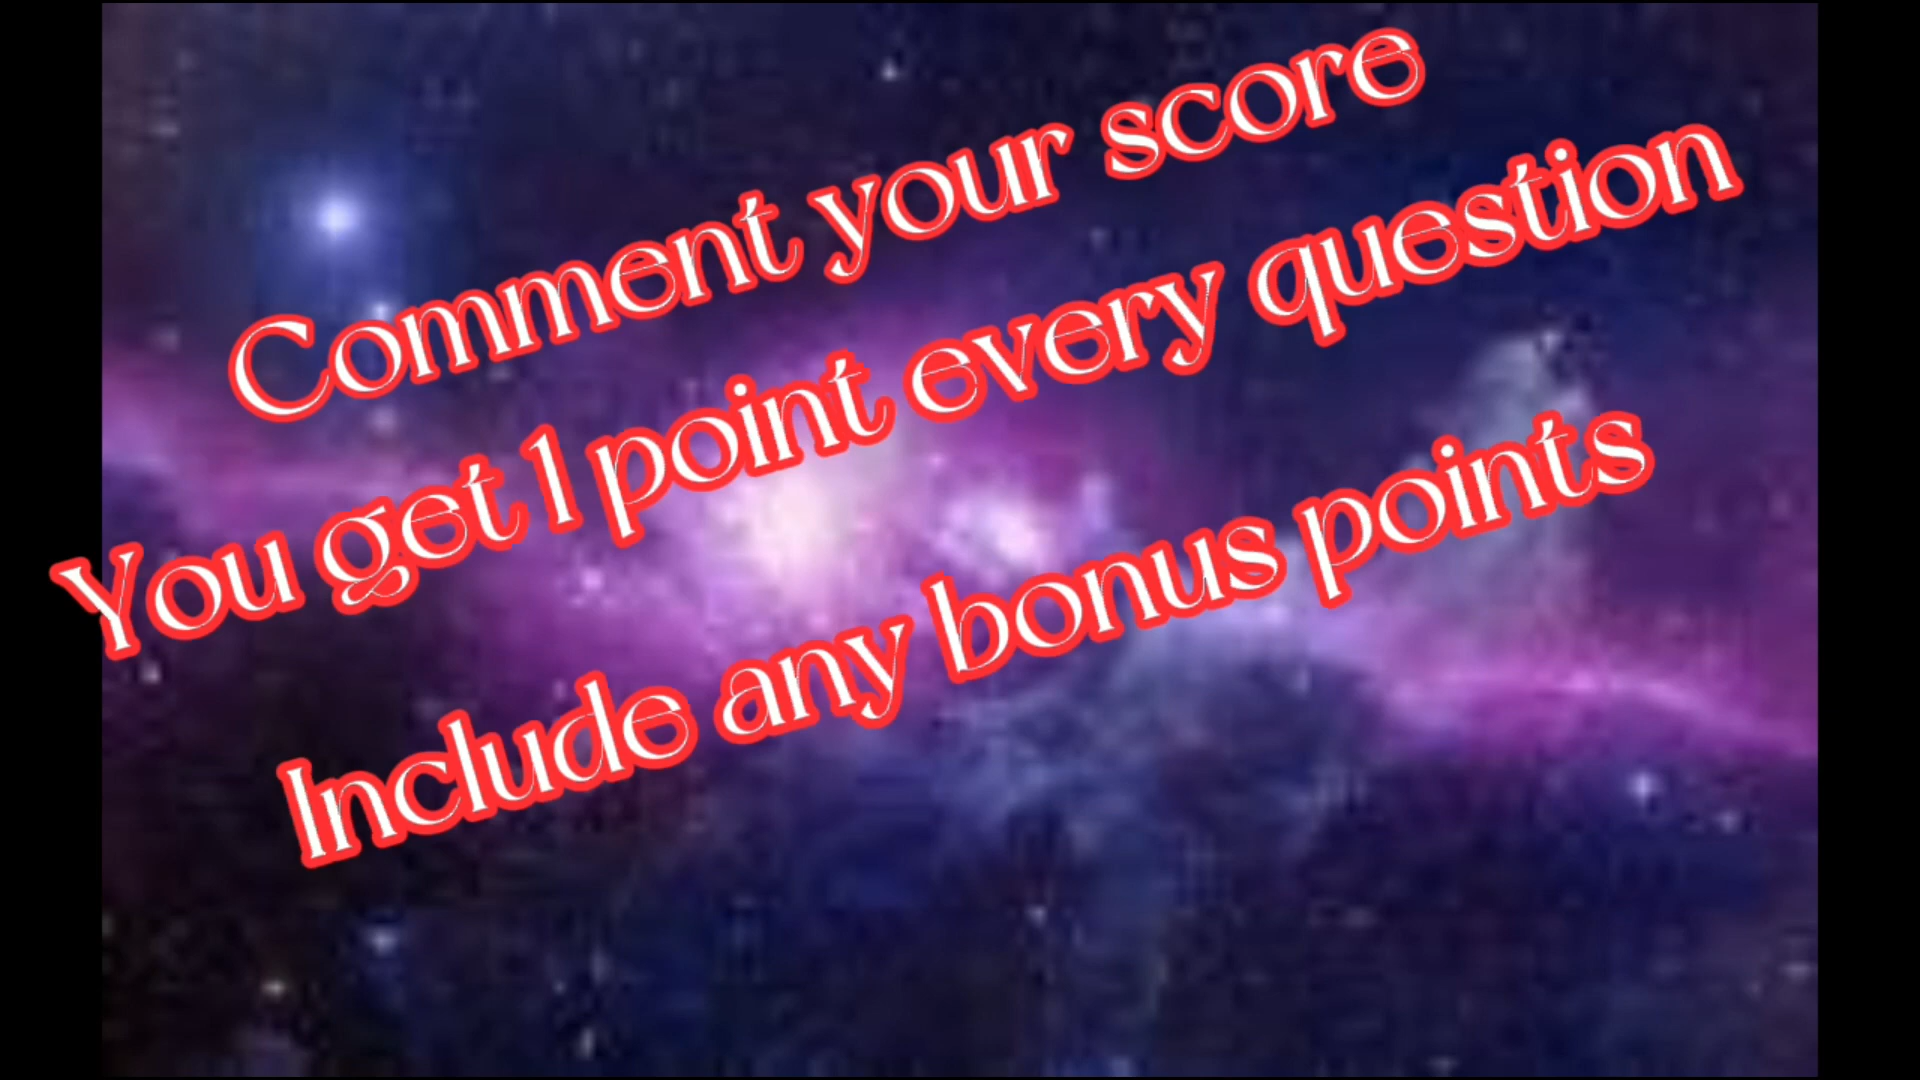 Comment your score
You get 1 point every question
Include any bonus points